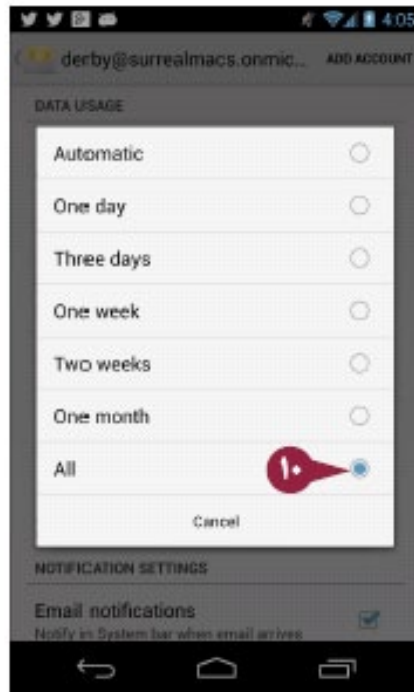 4:05
derby@surrealmacs.onmic... ADD ACCOUNT
DATA USAGE
Automatic
One day
Three days
One week
Two weeks
One month
All
۱۰
Cancel
NOTIFICATION SETTINGS
Email notifications
Notify in System bar when email arrives